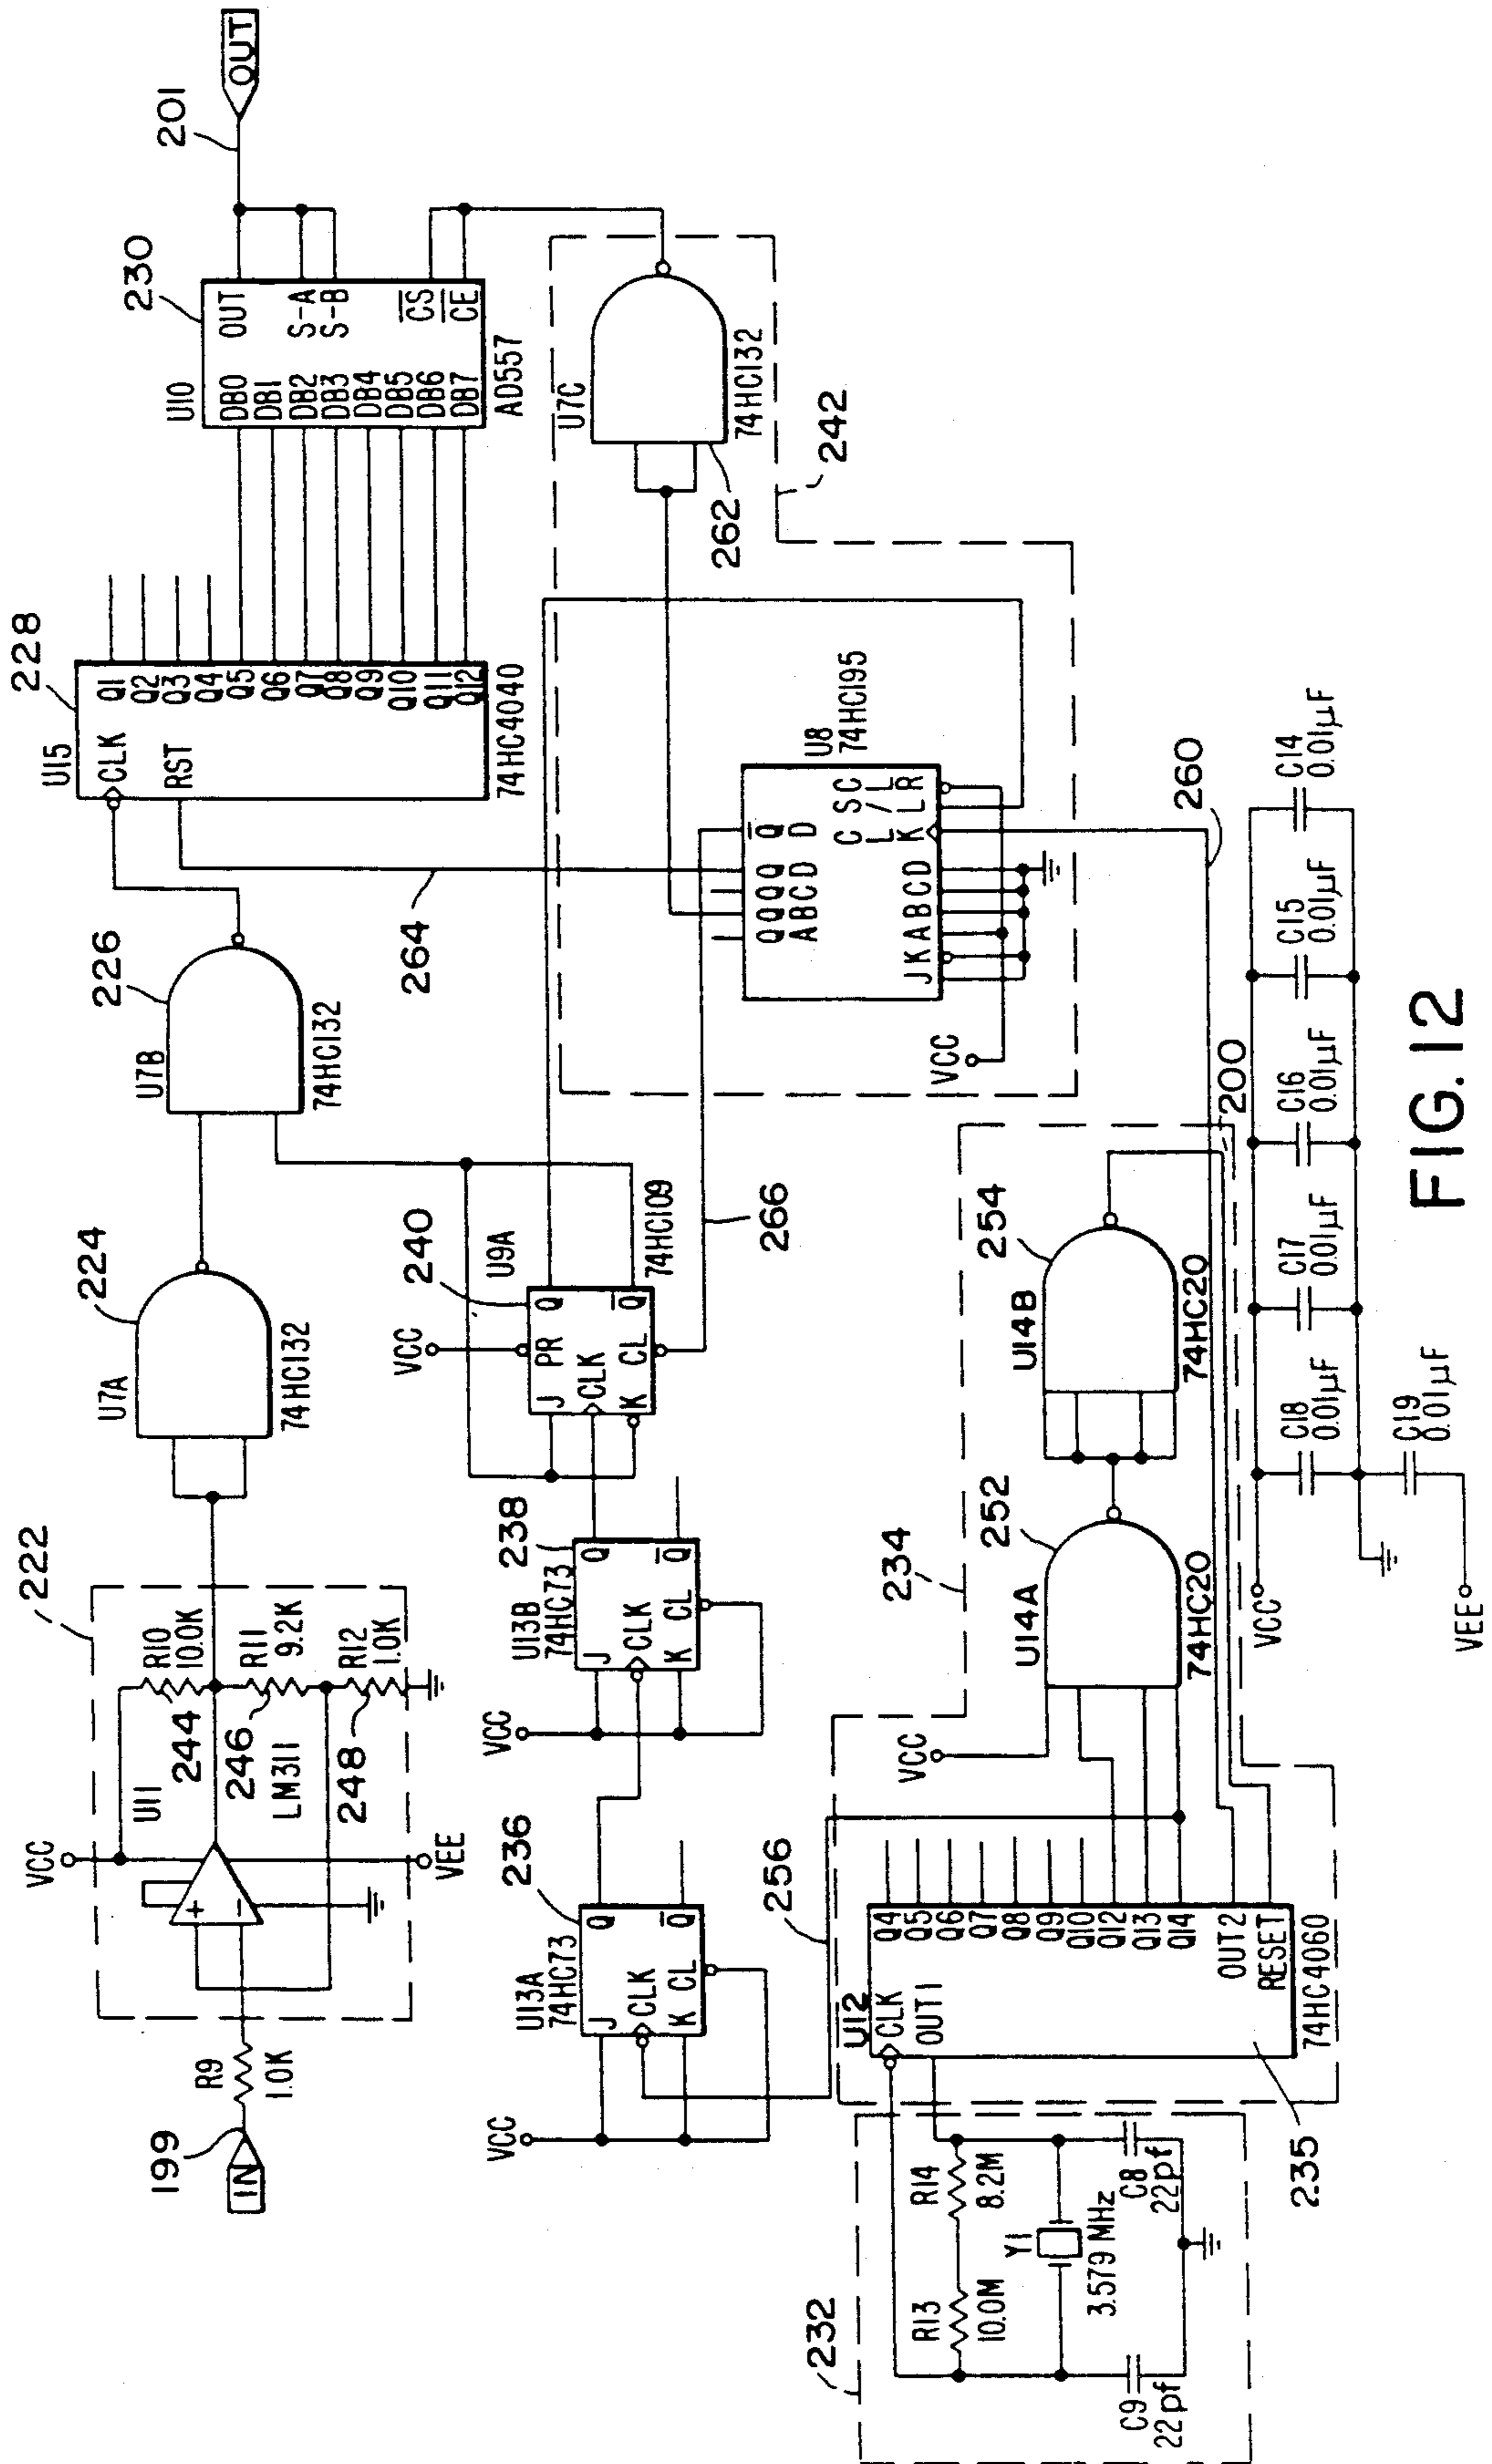 222
VCC
R10
10.0K
U11
244
R11
9.2K
246
LM311
R12
1.0K
248
+
−
VEE
199
IN
R9
1.0K
224
U7A
74HC132
226
U7B
74HC132
228
U15
CLK
RST
Q1
Q2
Q3
Q4
Q5
Q6
Q7
Q8
Q9
Q10
Q11
Q12
74HC4040
264
230
U10
DB0
DB1
DB2
DB3
DB4
DB5
DB6
DB7
OUT
S-A
S-B
C̅S̅
C̅E̅
AD557
201
OUT
VCC
236
U13A
74HC73
J
CLK
K
CL
Q
Q̅
VCC
238
U13B
74HC73
J
CLK
K
CL
Q
Q̅
VCC
240
U9A
74HC109
J
PR
CLK
K
CL
Q
Q̅
266
U7C
74HC132
262
242
U8
74HC195
Q Q Q Q Q̅
A B C D D
J K A B C D
C S C
L / L
K L R
VCC
260
232
R13
10.0M
R14
8.2M
Y1
3.579 MHz
C9
22pf
C8
22pf
235
256
U12
CLK
OUT1
Q4
Q5
Q6
Q7
Q8
Q9
Q10
Q12
Q13
Q14
OUT2
RESET
74HC4060
234
VCC
252
U14A
74HC20
254
U14B
74HC20
200
VCC
C18
0.01µF
C17
0.01µF
C16
0.01µF
C15
0.01µF
C14
0.01µF
C19
0.01µF
VEE
FIG. 12